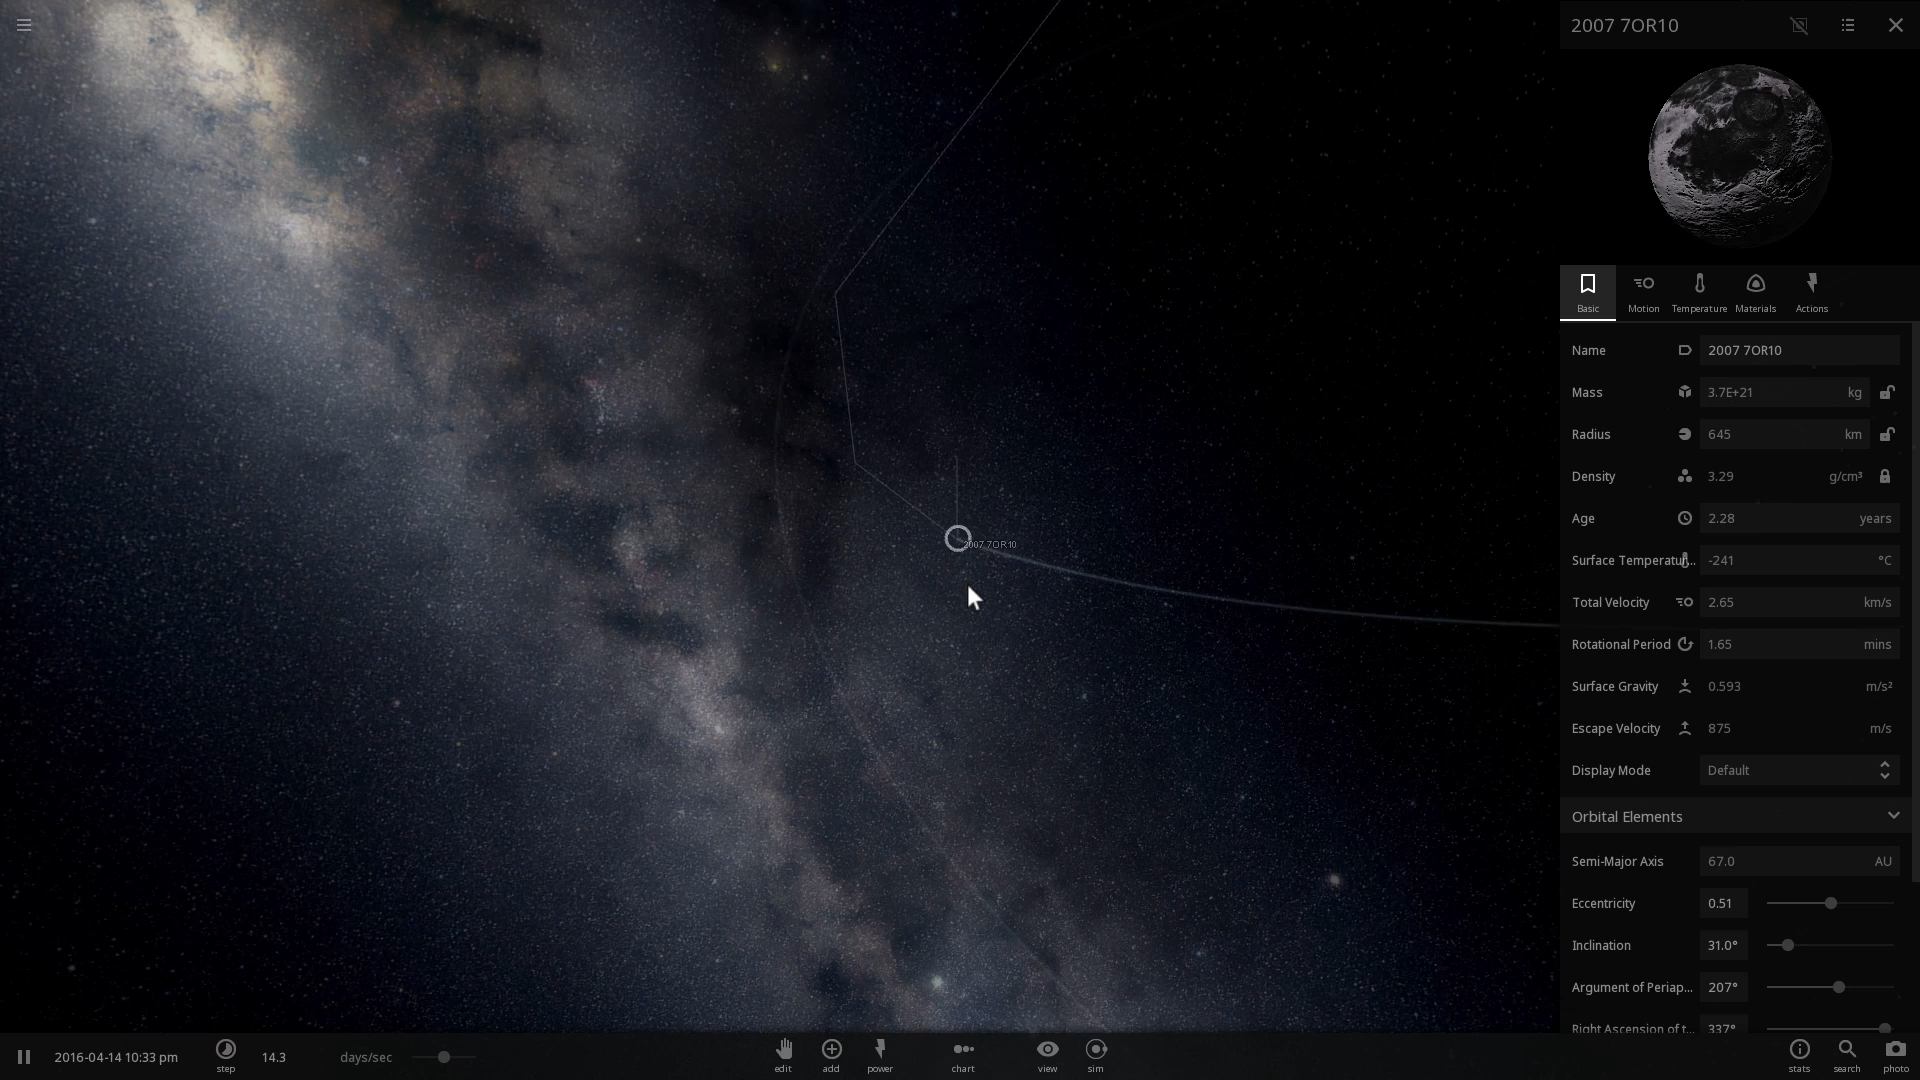 2007 7OR10
Basic
Motion
Temperature
Materials
Actions
Name 2007 7OR10
Mass 3.7E+21 kg
Radius 645 km
Density 3.29 g/cm³
Age 2.28 years
Surface Temperatur... -241 °C
Total Velocity 2.65 km/s
Rotational Period 1.65 mins
Surface Gravity 0.593 m/s²
Escape Velocity 875 m/s
Display Mode Default
Orbital Elements
Semi-Major Axis 67.0 AU
Eccentricity 0.51
Inclination 31.0°
Argument of Periap... 207°
Right Ascension of t... 337°
2007 7OR10
2016-04-14 10:33 pm
step
14.3 days/sec
edit
add
power
chart
view
sim
stats
search
photo